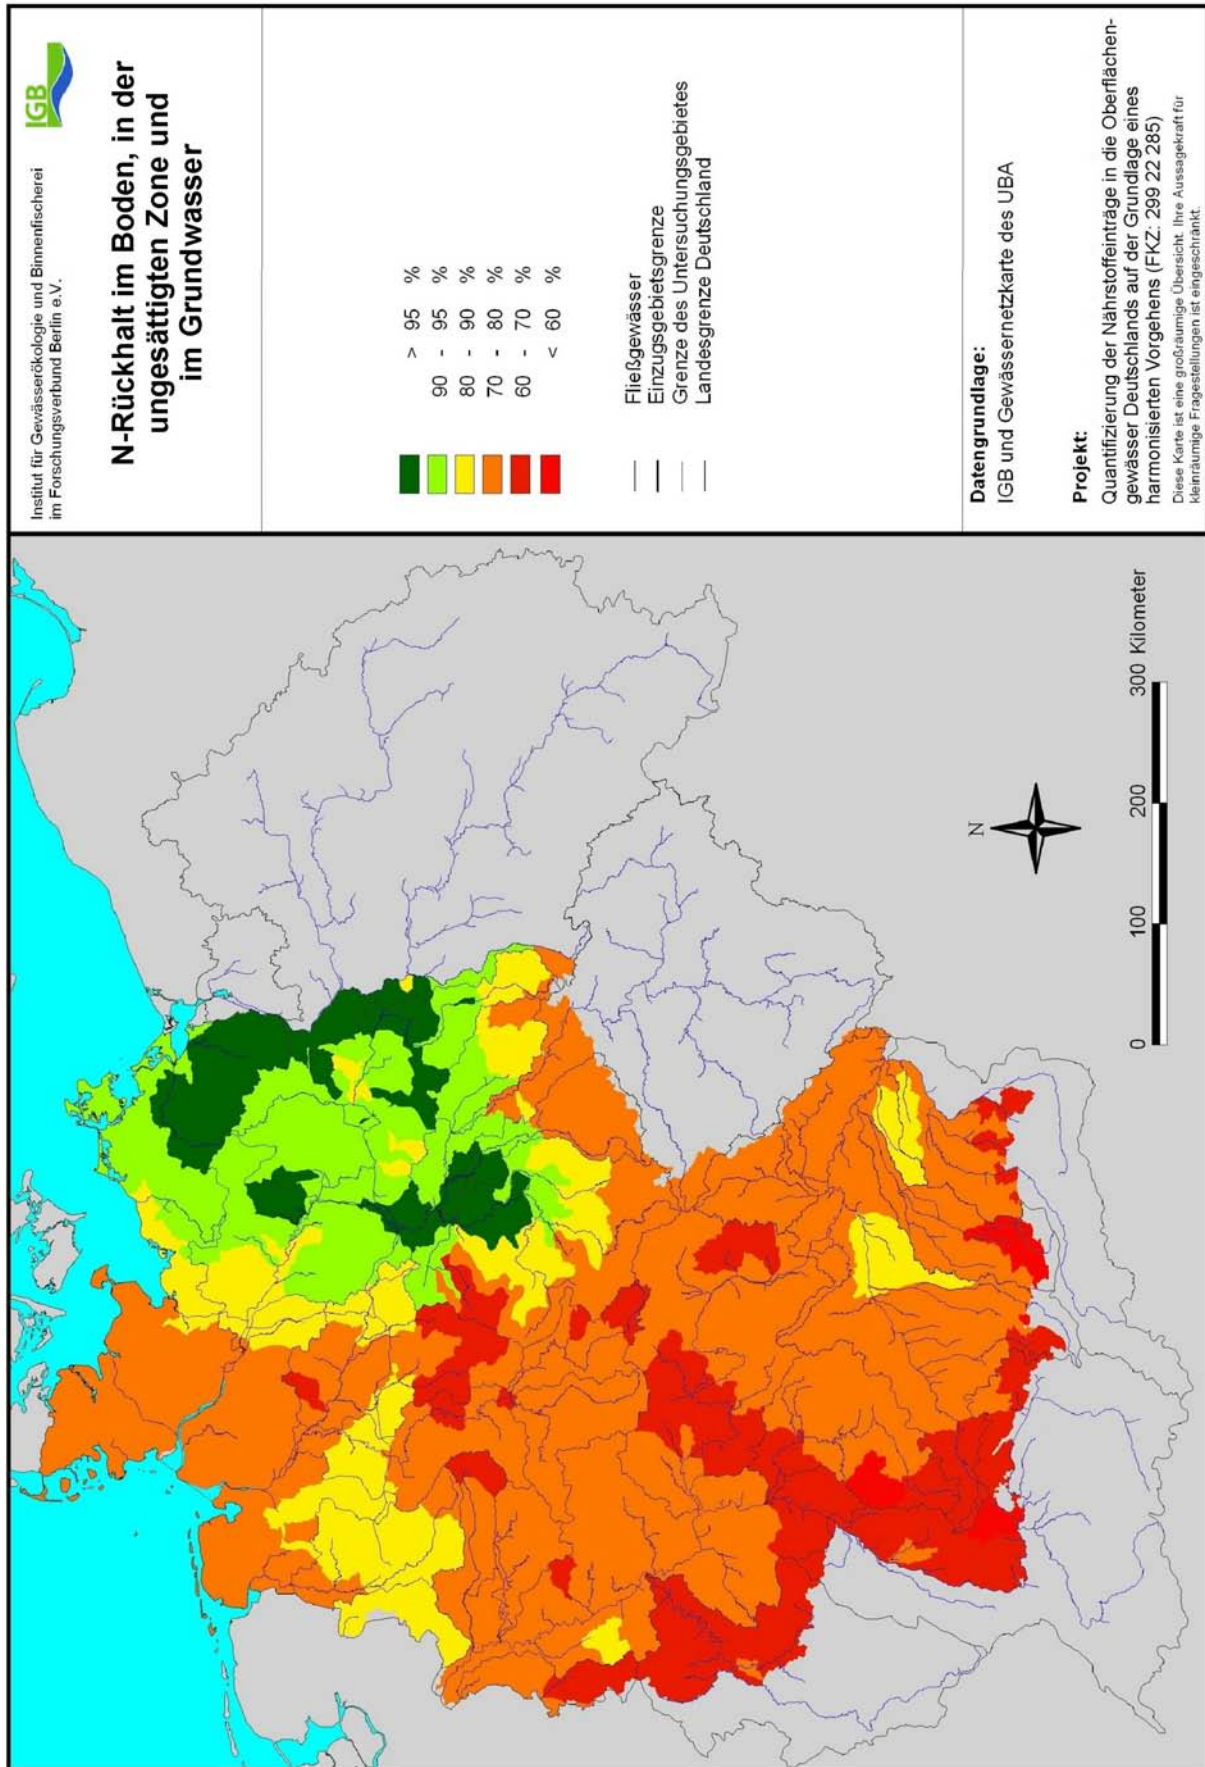 Institut für Gewässerökologie und Binnenfischerei
im Forschungsverbund Berlin e.V.
IGB
N-Rückhalt im Boden, in der
ungesättigten Zone und
im Grundwasser
> 95 %
90 - 95 %
80 - 90 %
70 - 80 %
60 - 70 %
< 60 %
Fließgewässer
Einzugsgebietsgrenze
Grenze des Untersuchungsgebietes
Landesgrenze Deutschland
Datengrundlage:
IGB und Gewässernetzkarte des UBA
Projekt:
Quantifizierung der Nährstoffeinträge in die Oberflächen-
gewässer Deutschlands auf der Grundlage eines
harmonisierten Vorgehens (FKZ: 299 22 285)
Diese Karte ist eine großräumige Übersicht. Ihre Aussagekraft für
kleinräumige Fragestellungen ist eingeschränkt.
N
0 100 200 300 Kilometer